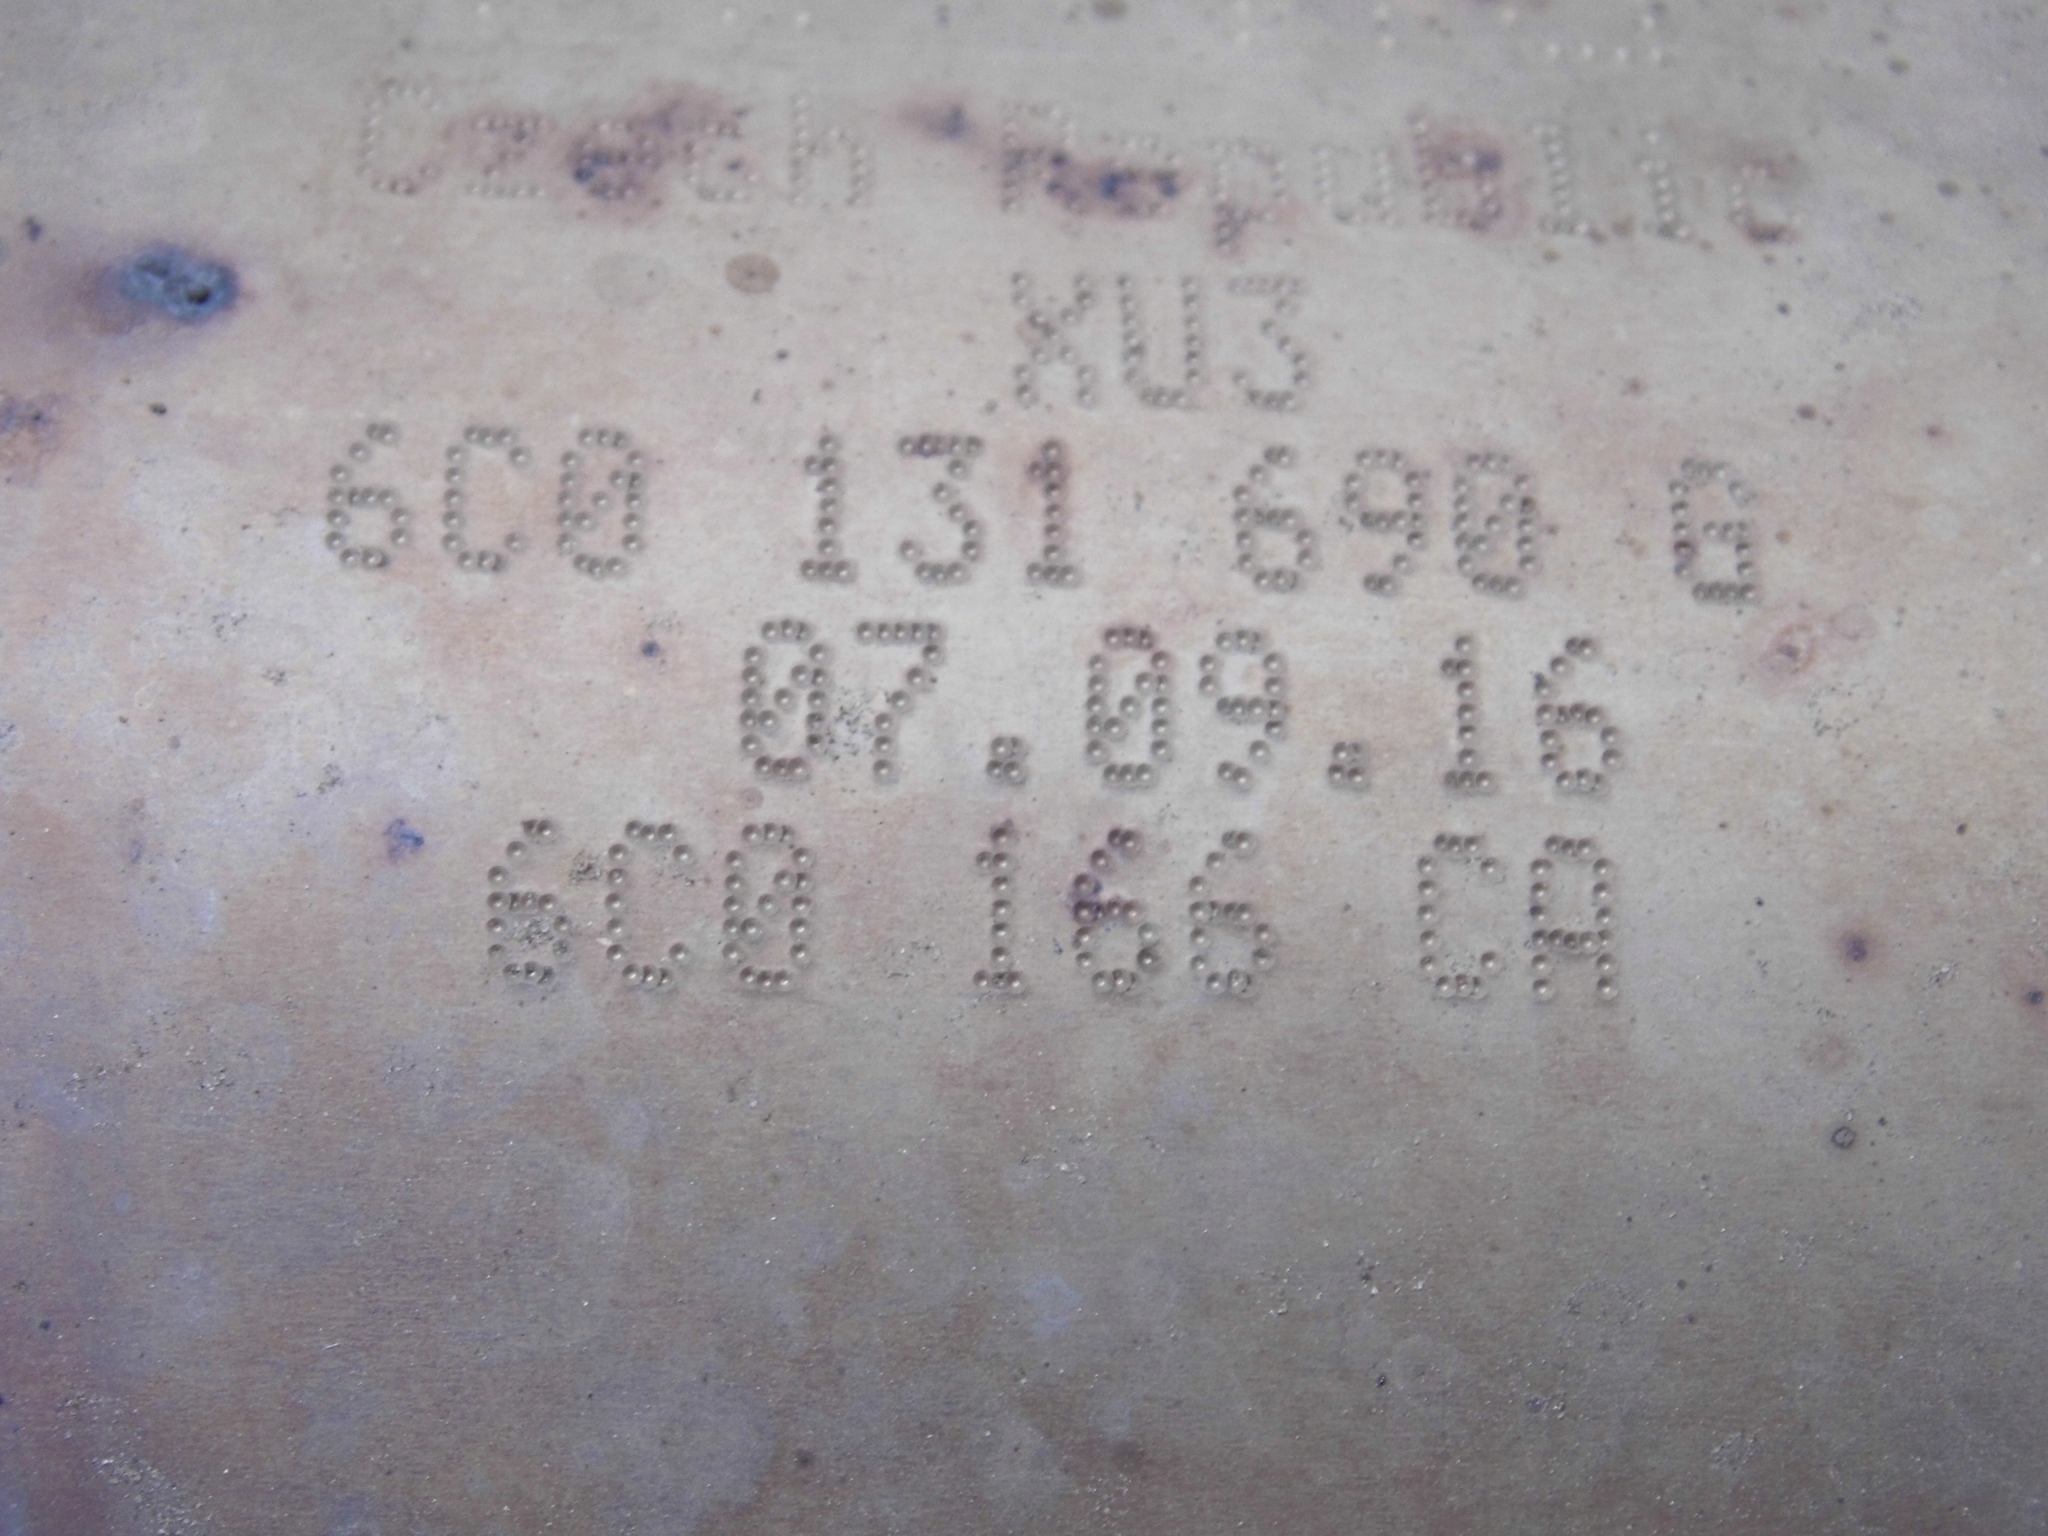 Czech Republic
XU3
6C0 131 690 G
07.09.16
6C0 166 CA